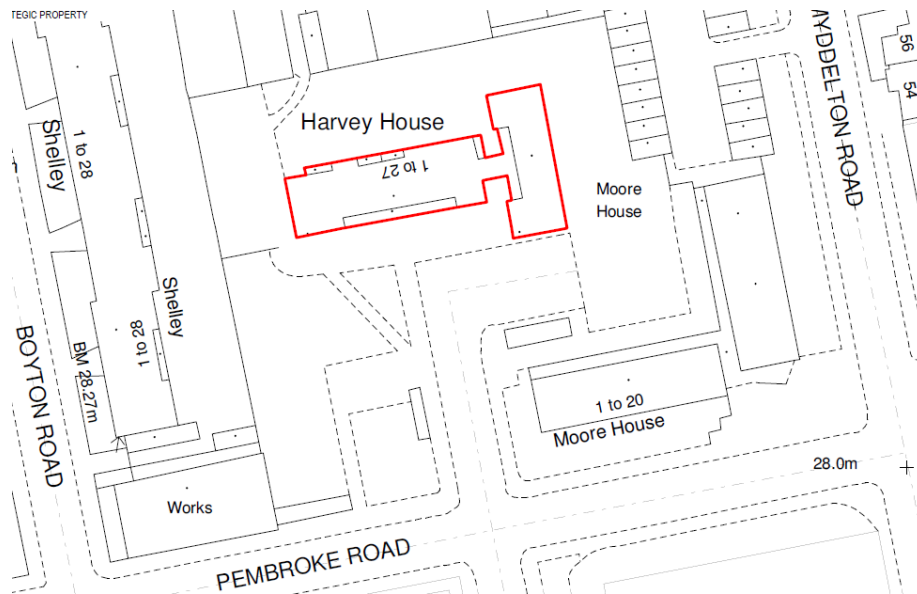 TEGIC PROPERTY
MYDDELTON ROAD
56
54
Shelley
1 to 28
Harvey House
1 to 27
Moore
House
Shelley
1 to 28
BOYTON ROAD
BM 28.27m
1 to 20
Moore House
28.0m
Works
PEMBROKE ROAD